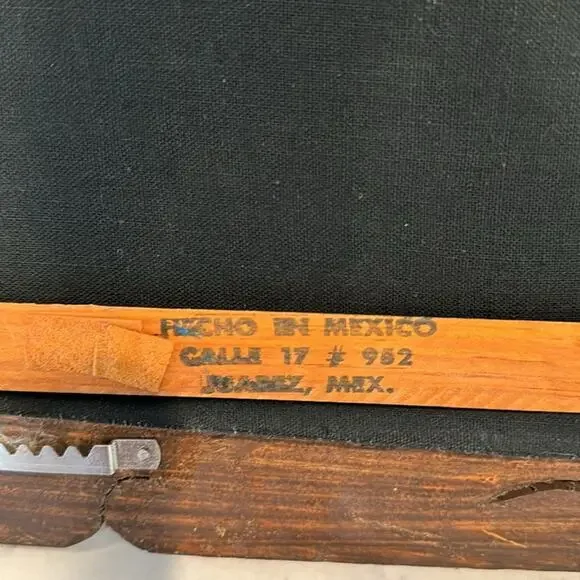 HECHO EN MEXICO
CALLE 17 # 952
JUAREZ, MEX.